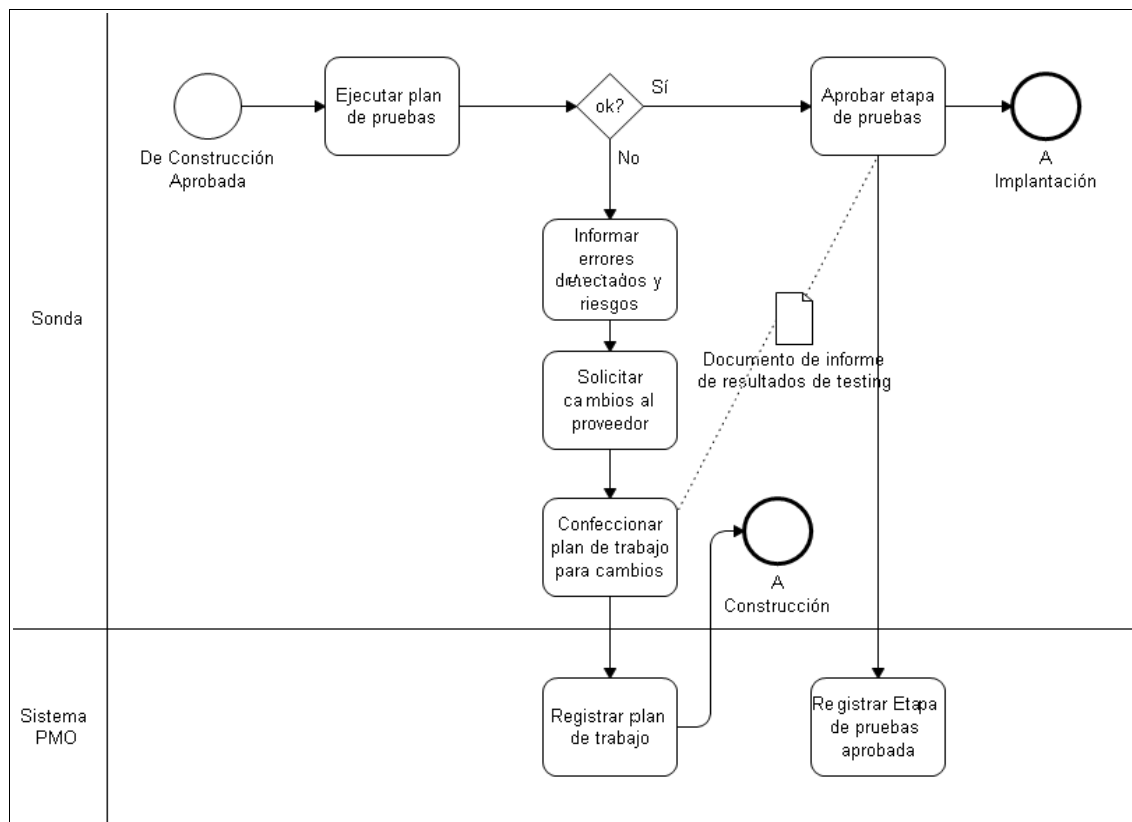 Sonda
De Construcción
Aprobada
Ejecutar plan
de pruebas
ok?
Sí
No
Aprobar etapa
de pruebas
A
Implantación
Informar
errores
detectados y
riesgos
Documento de informe
de resultados de testing
Solicitar
cambios al
proveedor
Confeccionar
plan de trabajo
para cambios
A
Construcción
Sistema
PMO
Registrar plan
de trabajo
Registrar Etapa
de pruebas
aprobada